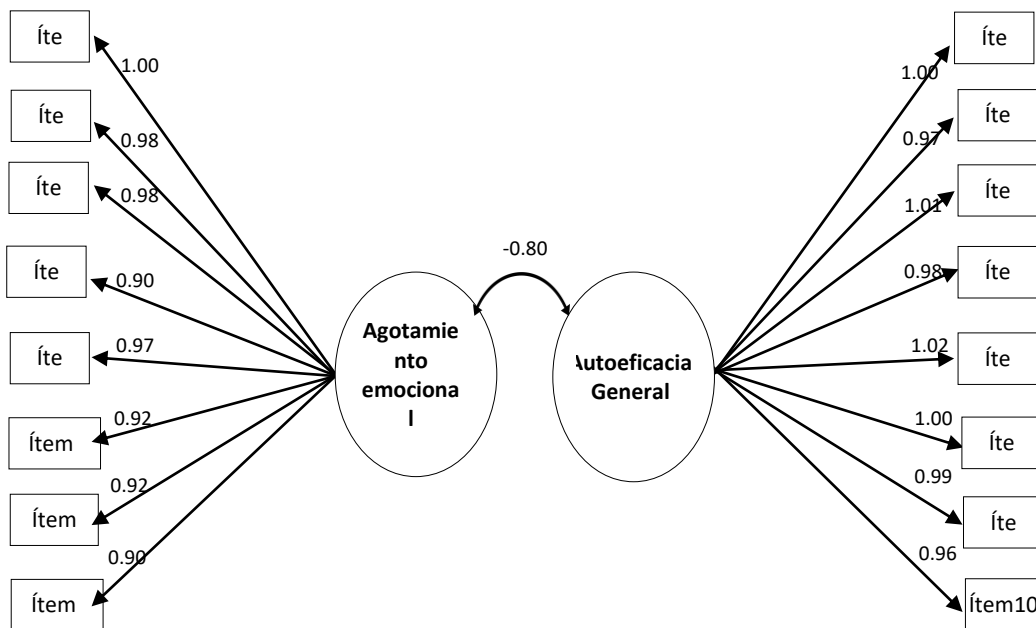 Íte
1.00
Íte
0.98
Íte
0.98
Íte
0.90
Íte
0.97
Ítem
0.92
Ítem
0.92
Ítem
0.90
-0.80
Agotamie
nto
emociona
l
Autoeficacia
General
Íte
1.00
Íte
0.97
Íte
1.01
Íte
0.98
Íte
1.02
Íte
1.00
Íte
0.99
Ítem10
0.96